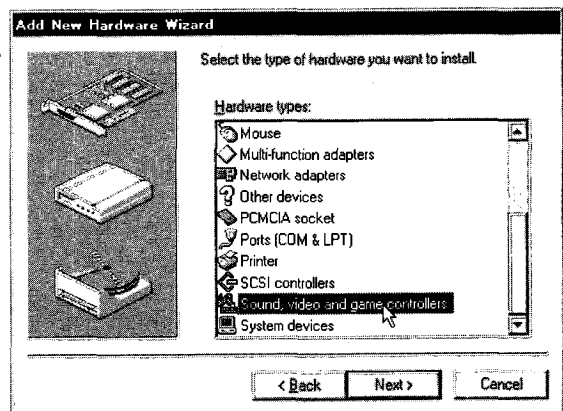 Add New Hardware Wizard
Select the type of hardware you want to install.
Hardware types:
Mouse
Multi-function adapters
Network adapters
Other devices
PCMCIA socket
Ports (COM & LPT)
Printer
SCSI controllers
Sound, video and game controllers
System devices
< Back
Next >
Cancel